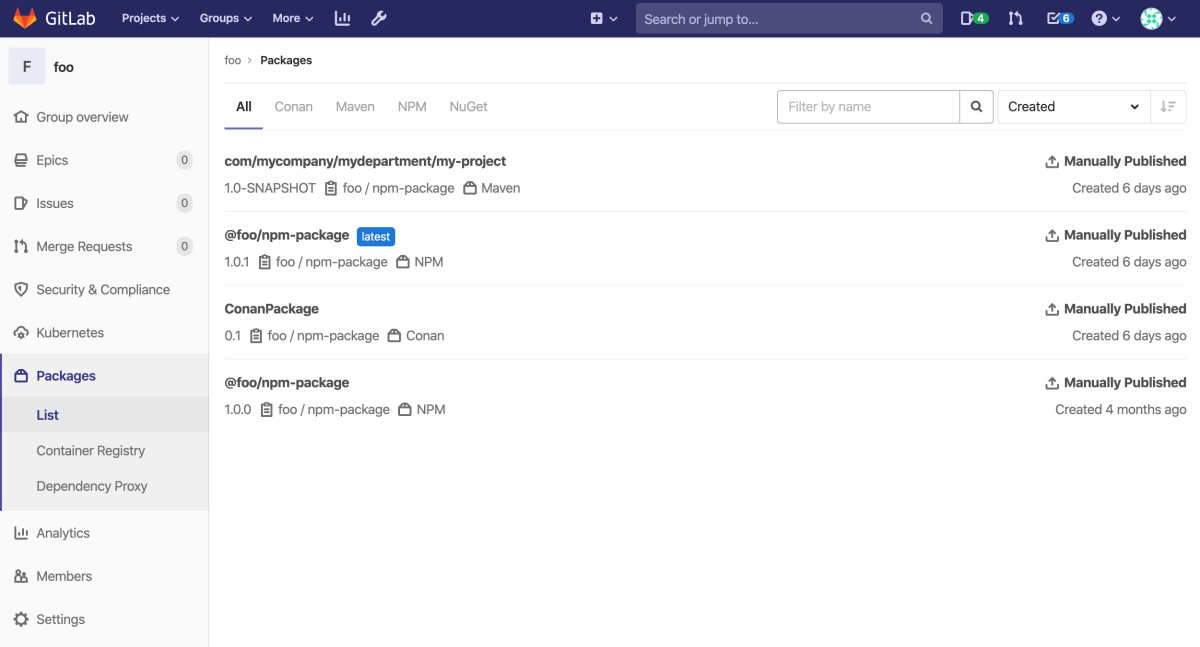 GitLab Projects Groups More Search or jump to... 4 6
F foo
Group overview
Epics 0
Issues 0
Merge Requests 0
Security & Compliance
Kubernetes
Packages
List
Container Registry
Dependency Proxy
Analytics
Members
Settings
foo › Packages
All Conan Maven NPM NuGet Filter by name Created
com/mycompany/mydepartment/my-project Manually Published
1.0-SNAPSHOT foo / npm-package Maven Created 6 days ago
@foo/npm-package latest Manually Published
1.0.1 foo / npm-package NPM Created 6 days ago
ConanPackage Manually Published
0.1 foo / npm-package Conan Created 6 days ago
@foo/npm-package Manually Published
1.0.0 foo / npm-package NPM Created 4 months ago